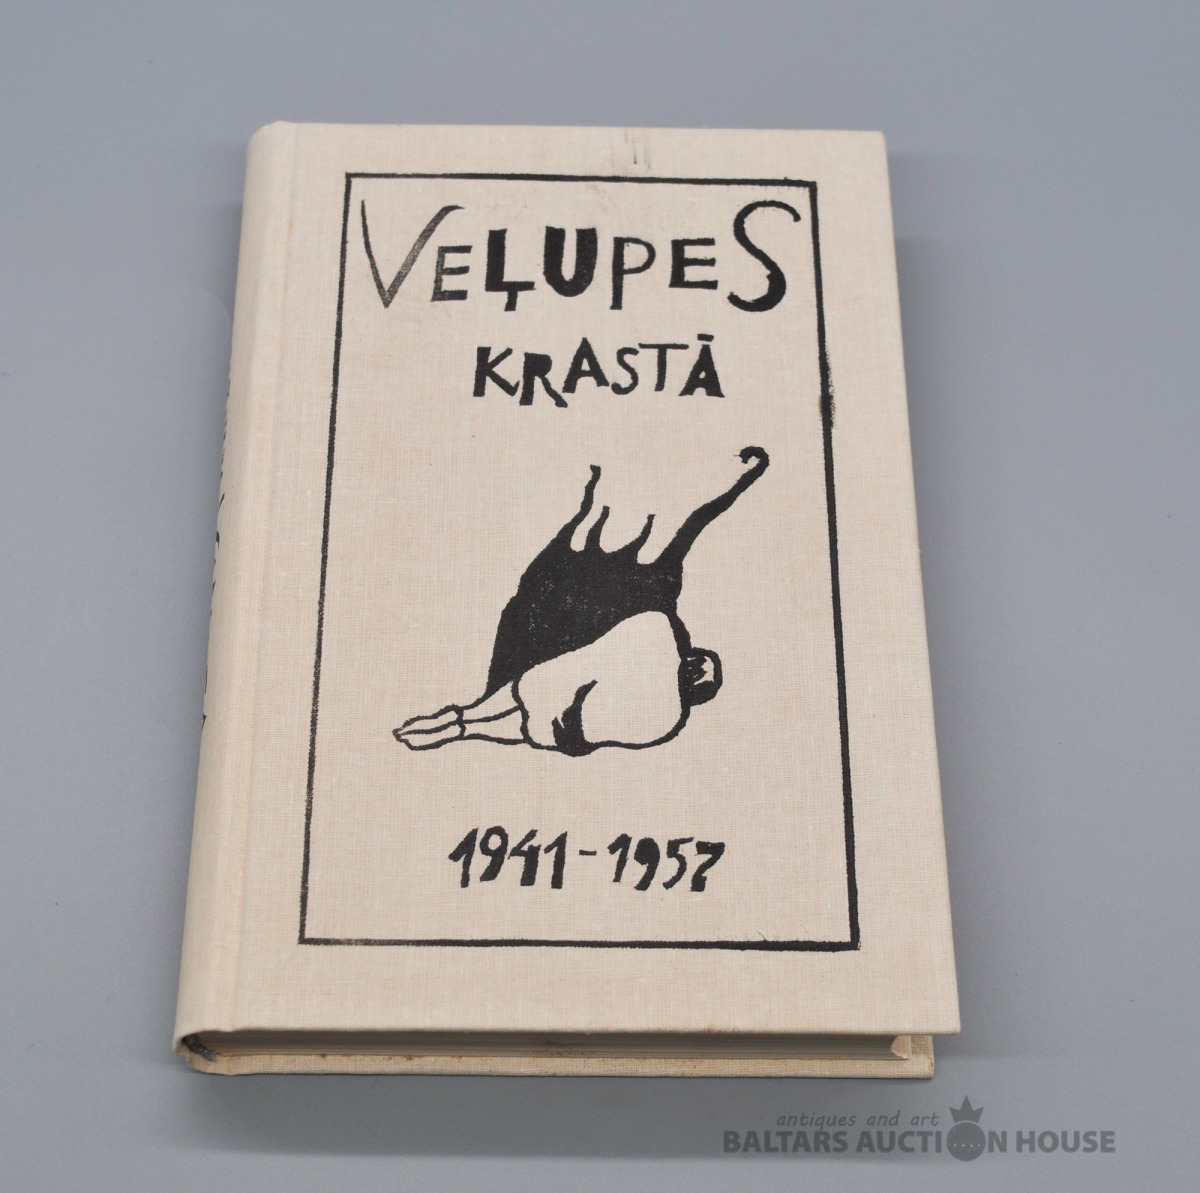 VEĻUPES
KRASTĀ
1941-1957
antiques and art
BALTARS AUCTION HOUSE